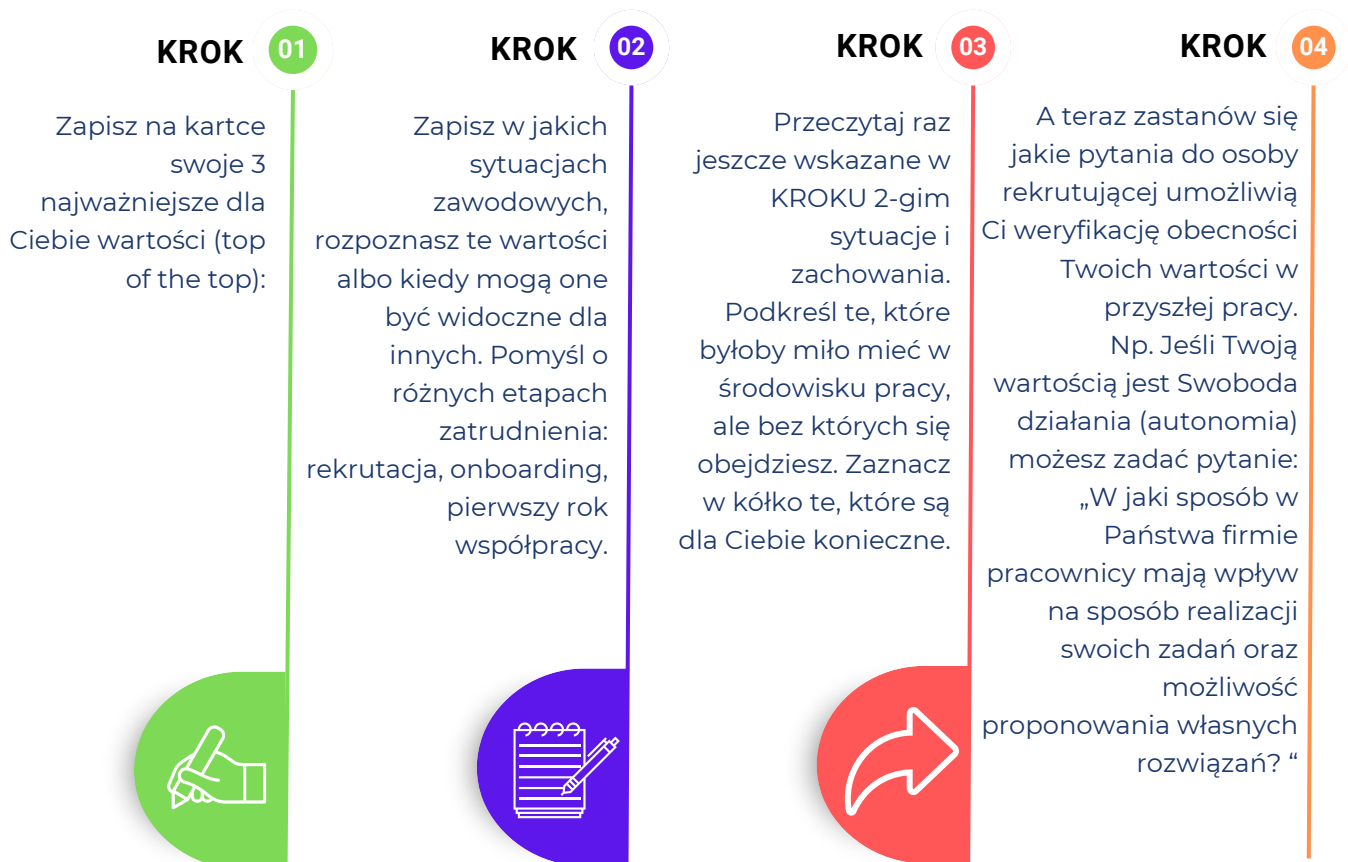 KROK 01
Zapisz na kartce
swoje 3
najważniejsze dla
Ciebie wartości (top
of the top):
KROK 02
Zapisz w jakich
sytuacjach
zawodowych,
rozpoznasz te wartości
albo kiedy mogą one
być widoczne dla
innych. Pomyśl o
różnych etapach
zatrudnienia:
rekrutacja, onboarding,
pierwszy rok
współpracy.
KROK 03
Przeczytaj raz
jeszcze wskazane w
KROKU 2-gim
sytuacje i
zachowania.
Podkreśl te, które
byłoby miło mieć w
środowisku pracy,
ale bez których się
obejdziesz. Zaznacz
w kółko te, które są
dla Ciebie konieczne.
KROK 04
A teraz zastanów się
jakie pytania do osoby
rekrutującej umożliwią
Ci weryfikację obecności
Twoich wartości w
przyszłej pracy.
Np. Jeśli Twoją
wartością jest Swoboda
działania (autonomia)
możesz zadać pytanie:
„W jaki sposób w
Państwa firmie
pracownicy mają wpływ
na sposób realizacji
swoich zadań oraz
możliwość
proponowania własnych
rozwiązań? “